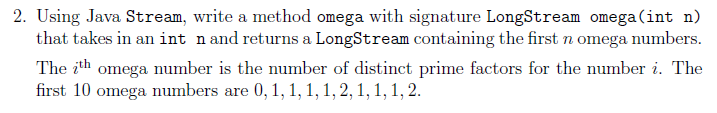 2. Using Java Stream, write a method omega with signature LongStream omega(int n)
that takes in an int n and returns a LongStream containing the first n omega numbers.
The iᵗʰ omega number is the number of distinct prime factors for the number i. The
first 10 omega numbers are 0, 1, 1, 1, 1, 2, 1, 1, 1, 2.